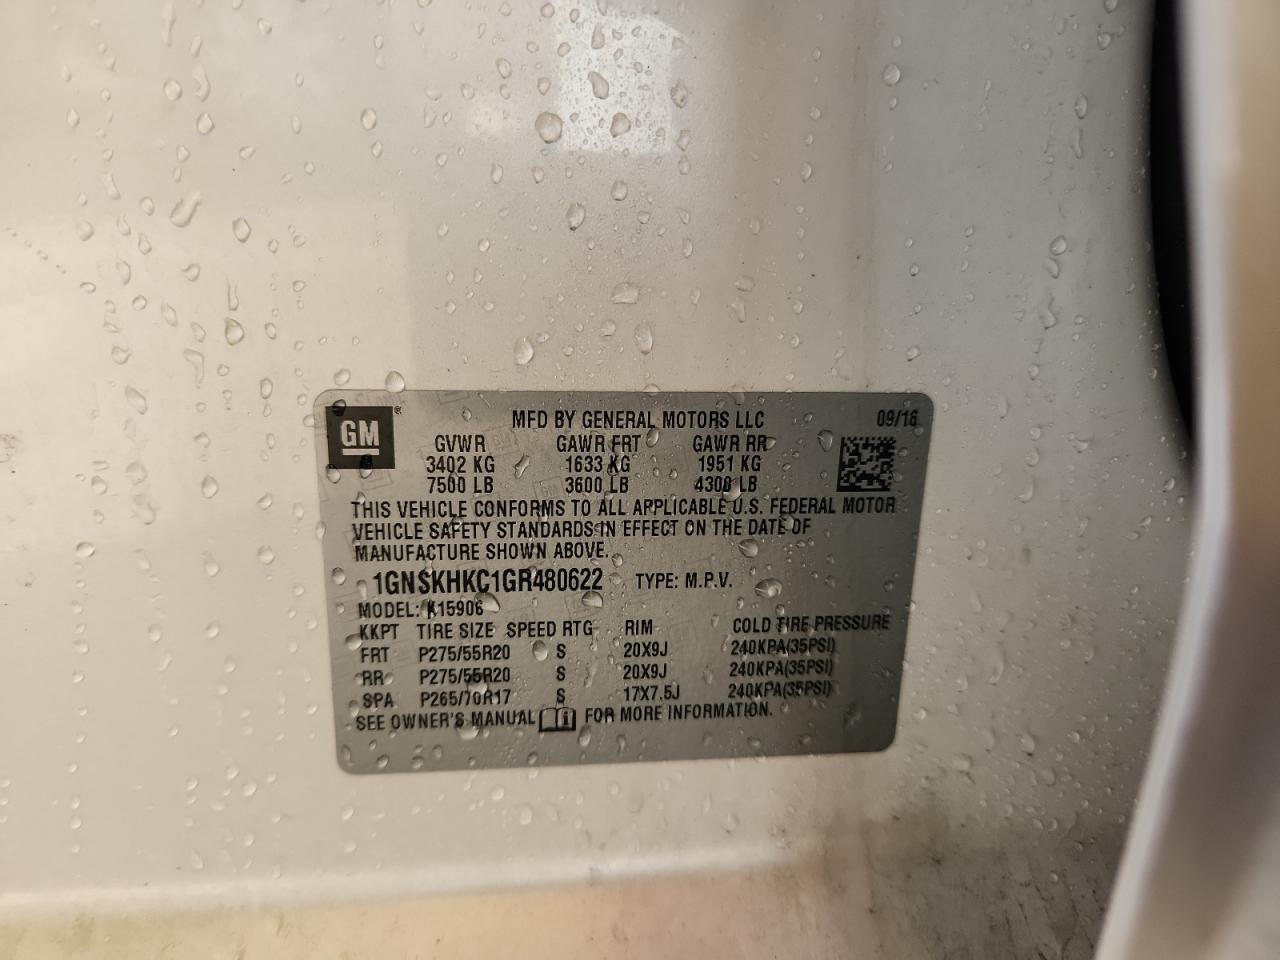 GM®
MFD BY GENERAL MOTORS LLC 09/16
GVWR GAWR FRT GAWR RR
3402 KG 1633 KG 1951 KG
7500 LB 3600 LB 4300 LB
THIS VEHICLE CONFORMS TO ALL APPLICABLE U.S. FEDERAL MOTOR
VEHICLE SAFETY STANDARDS IN EFFECT ON THE DATE OF
MANUFACTURE SHOWN ABOVE.
1GNSKHKC1GR480622 TYPE: M.P.V.
MODEL: K15906
KKPT TIRE SIZE SPEED RTG RIM COLD TIRE PRESSURE
FRT P275/55R20 S 20X9J 240KPA(35PSI)
RR P275/55R20 S 20X9J 240KPA(35PSI)
SPA P265/70R17 S 17X7.5J 240KPA(35PSI)
SEE OWNER'S MANUAL FOR MORE INFORMATION.